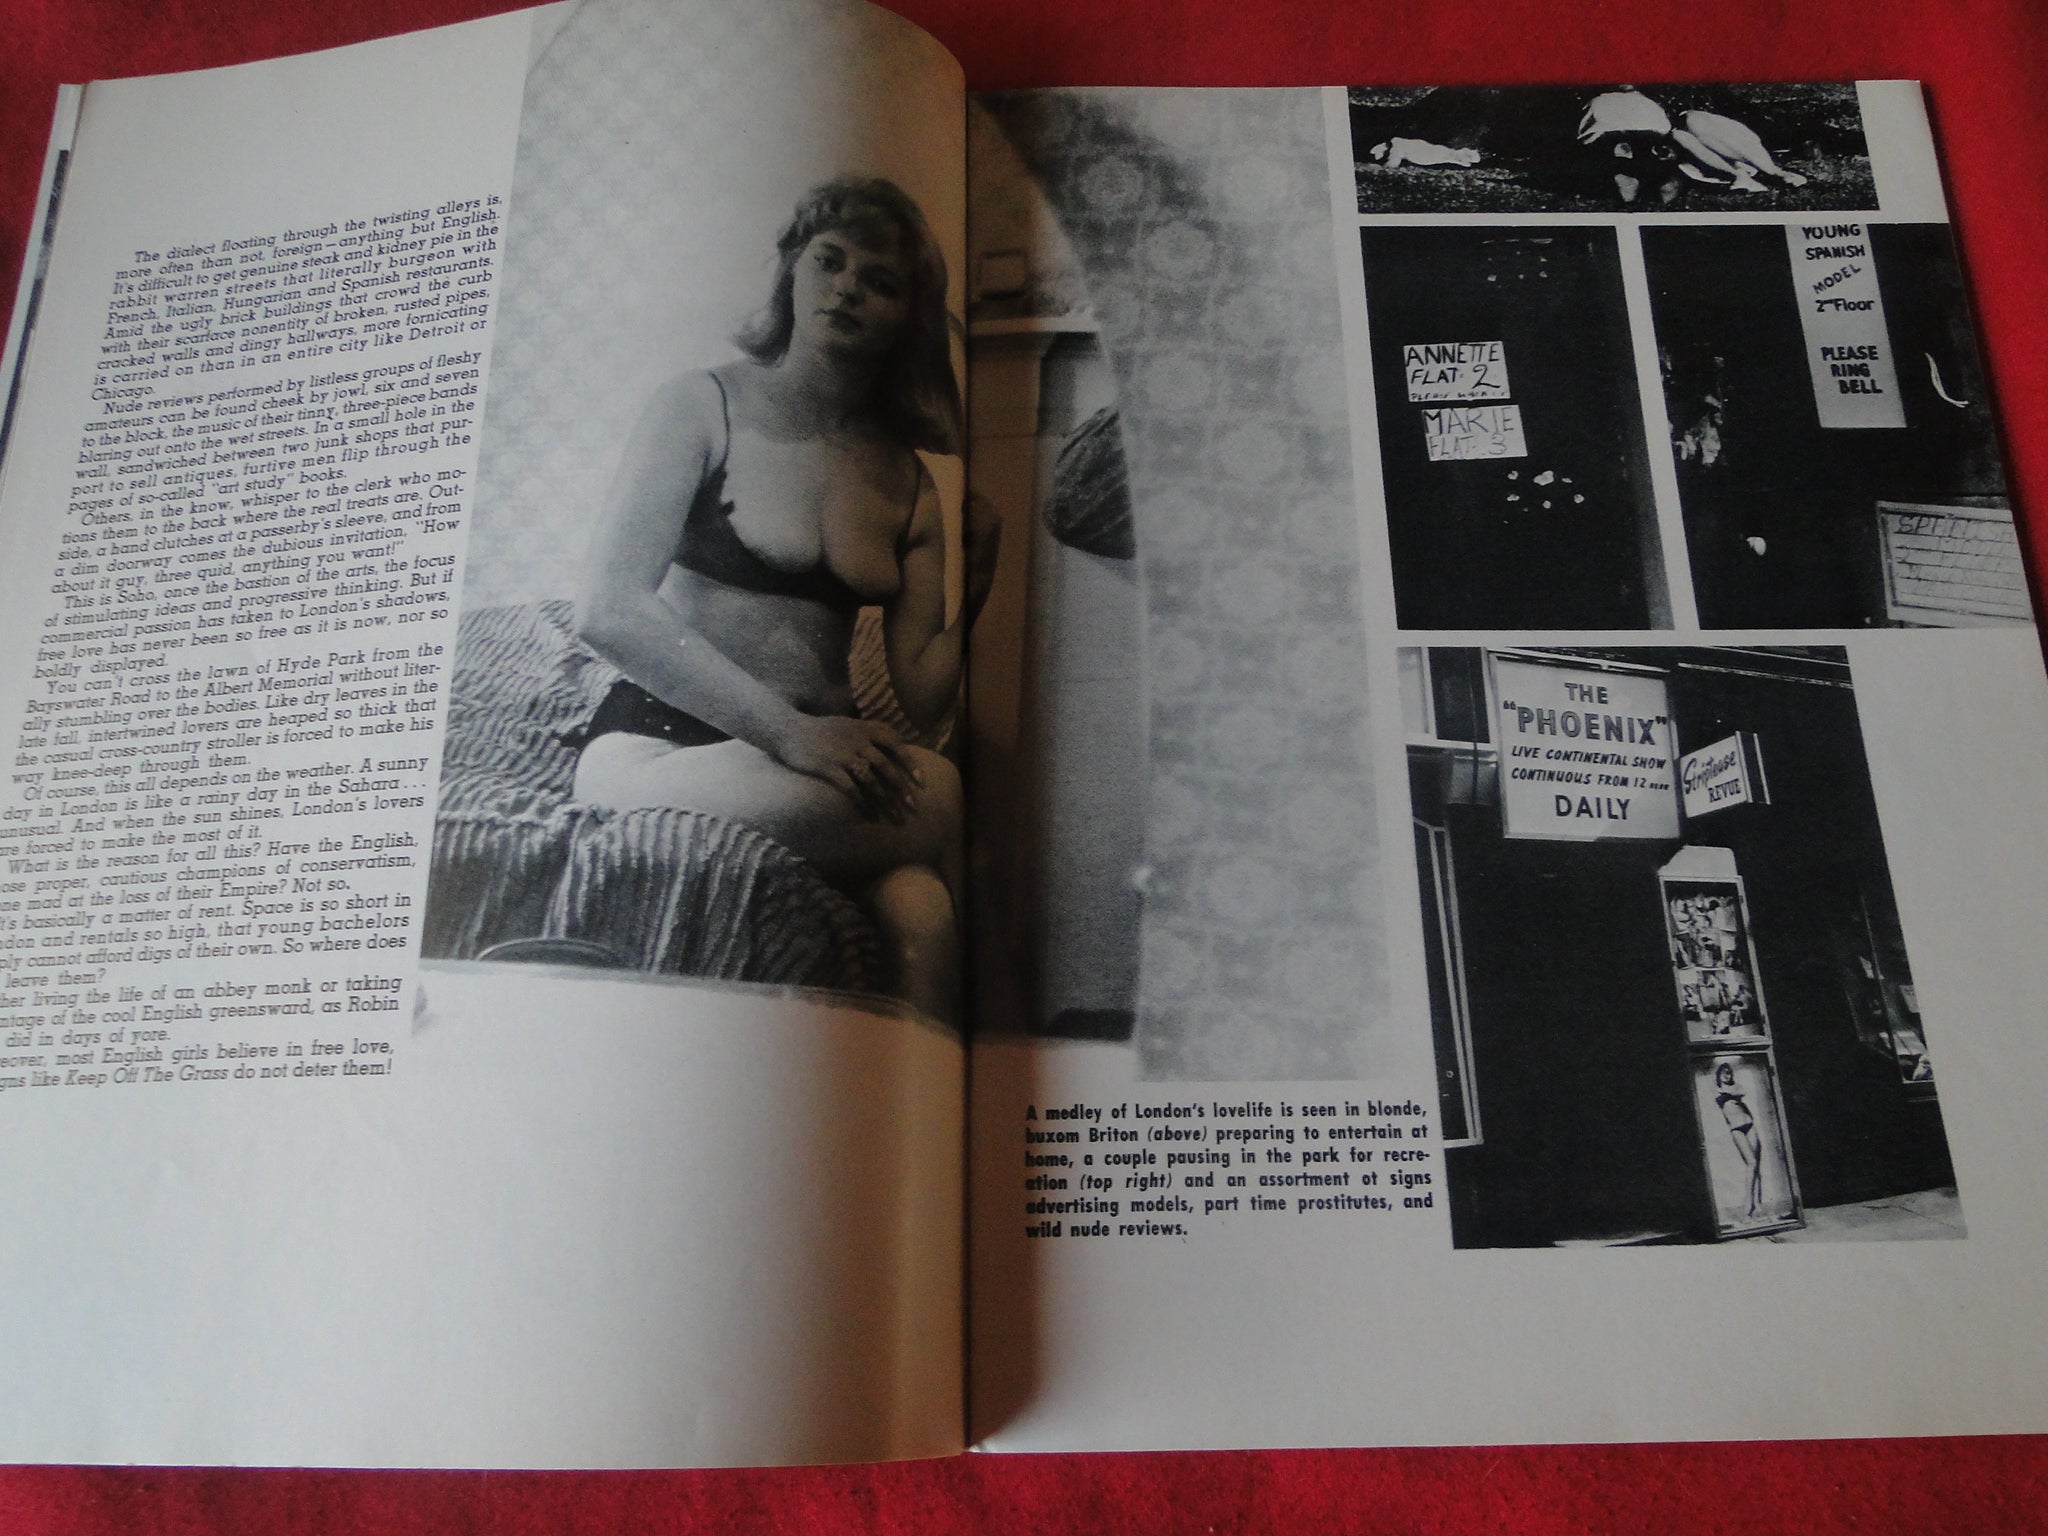 The dialect floating through the twisting alleys is,
more often than not, foreign—anything but English.
It's difficult to get genuine steak and kidney pie in the
rabbit warren streets that literally burgeon with
French, Italian, Hungarian and Spanish restaurants.
Amid the ugly brick buildings that crowd the curb
with their scarface nonentity of broken, rusted pipes,
cracked walls and dingy hallways, more fornicating
is carried on than in an entire city like Detroit or
Chicago.
Nude reviews performed by listless groups of fleshy
amateurs can be found cheek by jowl, six and seven
to the block, the music of their tinny, three-piece bands
blaring out onto the wet streets. In a small hole in the
wall, sandwiched between two junk shops that pur-
port to sell antiques, furtive men flip through the
pages of so-called "art study" books.
Others, in the know, whisper to the clerk who mo-
tions them to the back where the real treats are. Out-
side, a hand clutches at a passerby's sleeve, and from
a dim doorway comes the dubious invitation, "How
about it guy, three quid, anything you want!"
This is Soho, once the bastion of the arts, the focus
of stimulating ideas and progressive thinking. But if
commercial passion has taken to London's shadows,
free love has never been so free as it is now, nor so
boldly displayed.
You can't cross the lawn of Hyde Park from the
Bayswater Road to the Albert Memorial without liter-
ally stumbling over the bodies. Like dry leaves in the
late fall, intertwined lovers are heaped so thick that
the casual cross-country stroller is forced to make his
way knee-deep through them.
Of course, this all depends on the weather. A sunny
day in London is like a rainy day in the Sahara...
unusual. And when the sun shines, London's lovers
are forced to make the most of it.
What is the reason for all this? Have the English,
ose proper, cautious champions of conservatism,
ne mad at the loss of their Empire? Not so.
t's basically a matter of rent. Space is so short in
don and rentals so high, that young bachelors
ply cannot afford digs of their own. So where does
leave them?
her living the life of an abbey monk or taking
ntage of the cool English greensward, as Robin
did in days of yore.
eover, most English girls believe in free love,
gns like Keep Off The Grass do not deter them!
YOUNG
SPANISH
MODEL
2nd Floor
PLEASE
RING
BELL
ANNETTE
FLAT. 2
MARIE
FLAT. 3
THE
"PHOENIX"
LIVE CONTINENTAL SHOW
CONTINUOUS FROM 12
DAILY
Striptease
REVUE
A medley of London's lovelife is seen in blonde,
buxom Briton (above) preparing to entertain at
home, a couple pausing in the park for recre-
ation (top right) and an assortment of signs
advertising models, part time prostitutes, and
wild nude reviews.